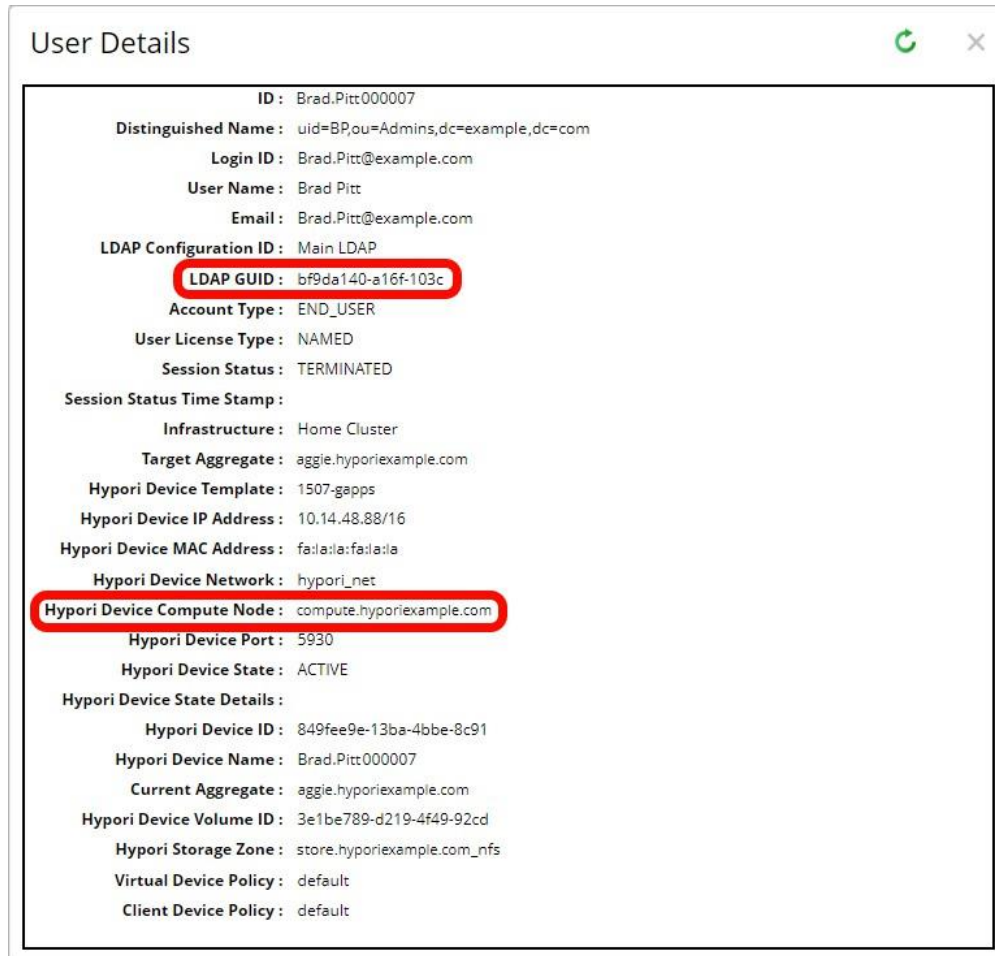 User Details
ID : Brad.Pitt000007
Distinguished Name : uid=BP,ou=Admins,dc=example,dc=com
Login ID : Brad.Pitt@example.com
User Name : Brad Pitt
Email : Brad.Pitt@example.com
LDAP Configuration ID : Main LDAP
LDAP GUID : bf9da140-a16f-103c
Account Type : END_USER
User License Type : NAMED
Session Status : TERMINATED
Session Status Time Stamp :
Infrastructure : Home Cluster
Target Aggregate : aggie.hyporiexample.com
Hypori Device Template : 1507-gapps
Hypori Device IP Address : 10.14.48.88/16
Hypori Device MAC Address : fa:la:la:fa:la:la
Hypori Device Network : hypori_net
Hypori Device Compute Node : compute.hyporiexample.com
Hypori Device Port : 5930
Hypori Device State : ACTIVE
Hypori Device State Details :
Hypori Device ID : 849fee9e-13ba-4bbe-8c91
Hypori Device Name : Brad.Pitt000007
Current Aggregate : aggie.hyporiexample.com
Hypori Device Volume ID : 3e1be789-d219-4f49-92cd
Hypori Storage Zone : store.hyporiexample.com_nfs
Virtual Device Policy : default
Client Device Policy : default